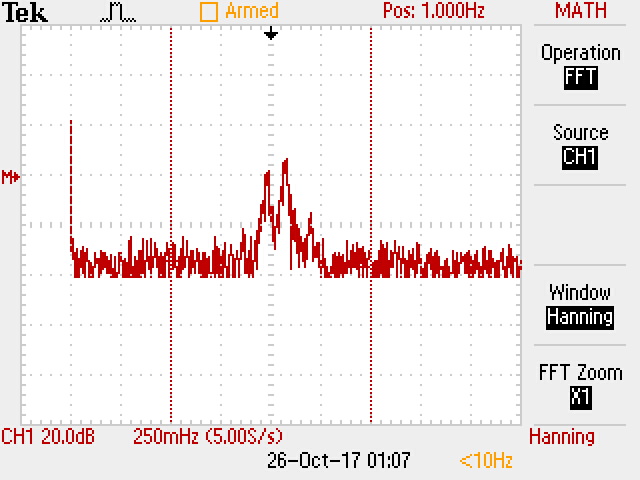 Tek Armed Pos: 1.000Hz MATH
Operation
FFT
Source
CH1
M
Window
Hanning
FFT Zoom
X1
CH1 20.0dB 250mHz (5.00S/s) Hanning
26-Oct-17 01:07 <10Hz